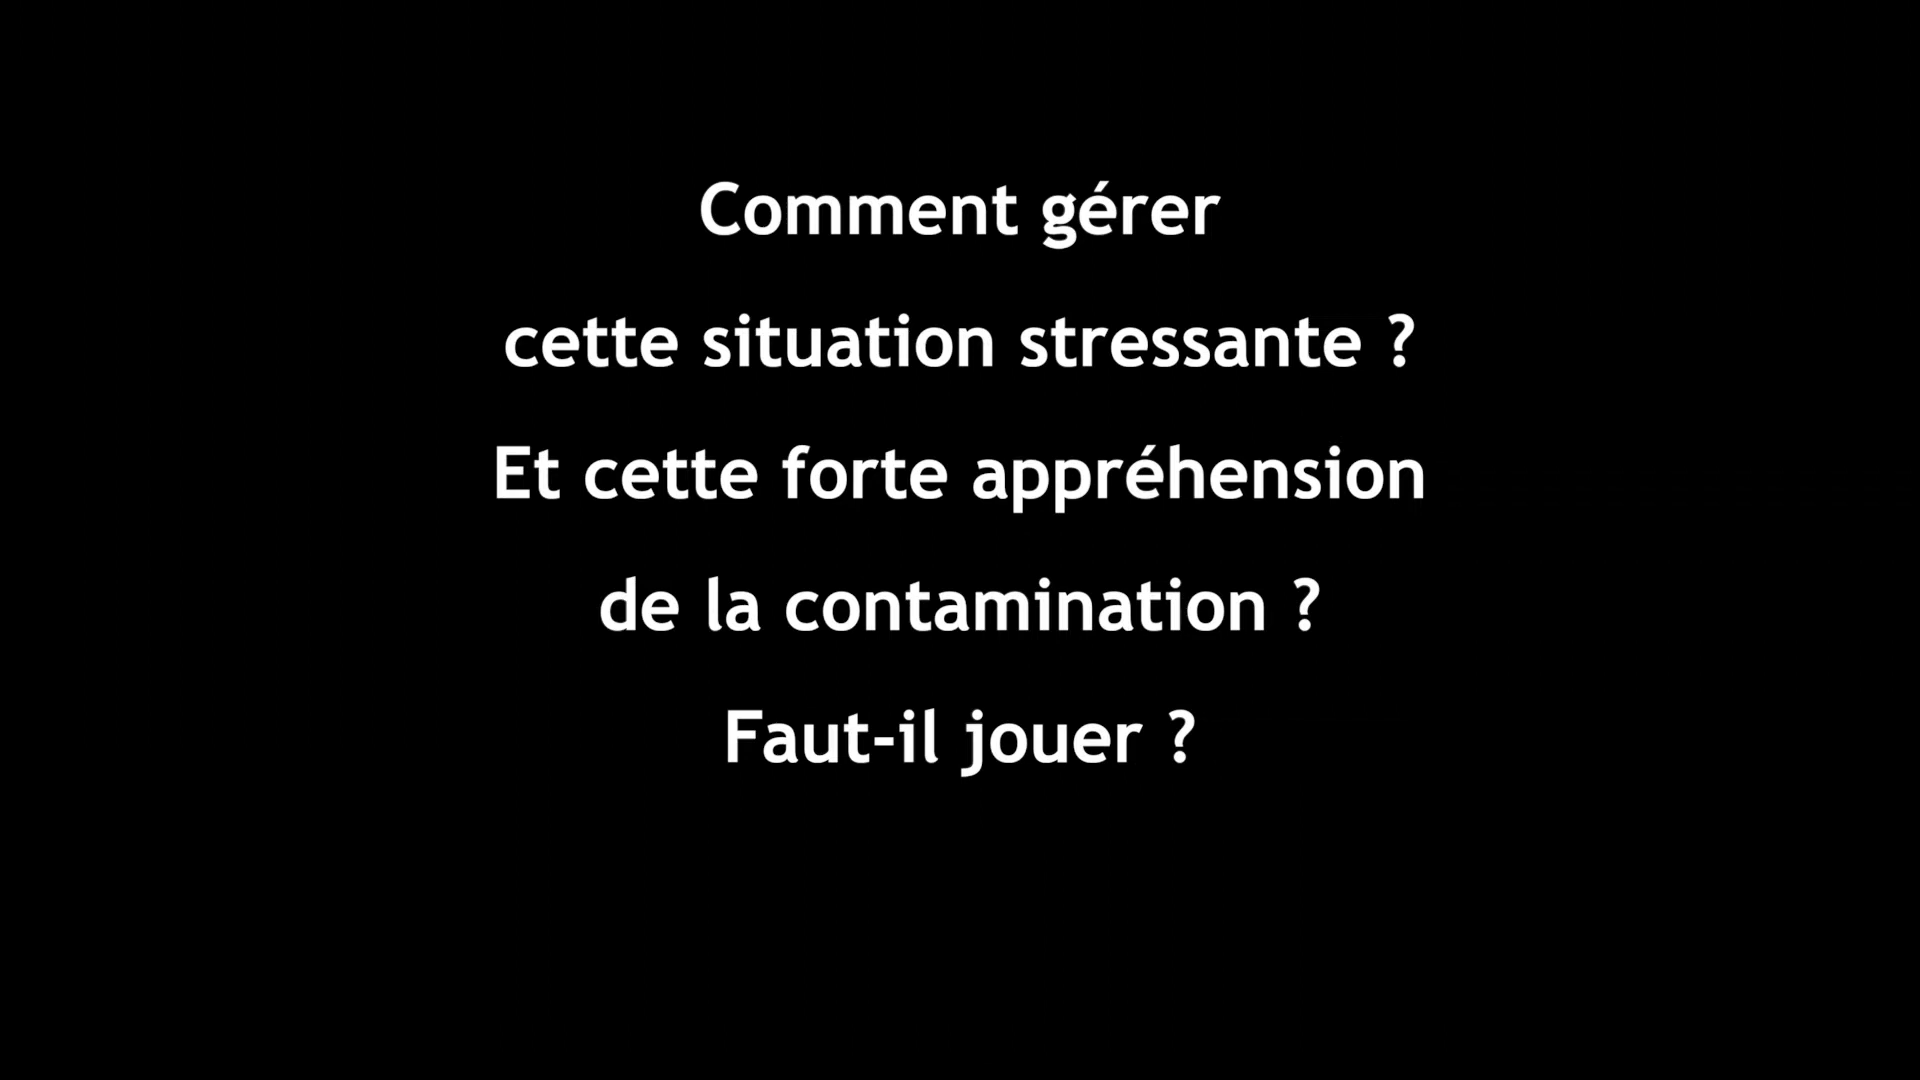 Comment gérer
cette situation stressante ?
Et cette forte appréhension
de la contamination ?
Faut-il jouer ?